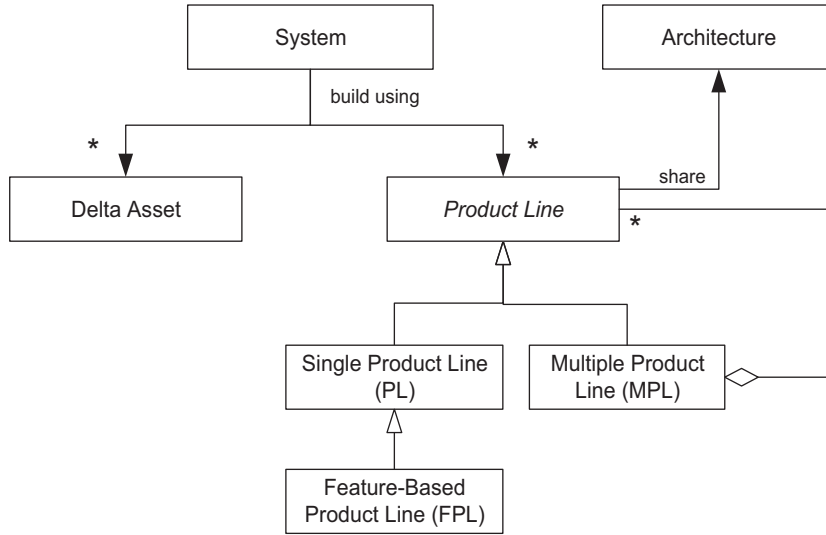 System
Architecture
build using
*
*
share
Delta Asset
Product Line
*
Single Product Line
(PL)
Multiple Product
Line (MPL)
Feature-Based
Product Line (FPL)